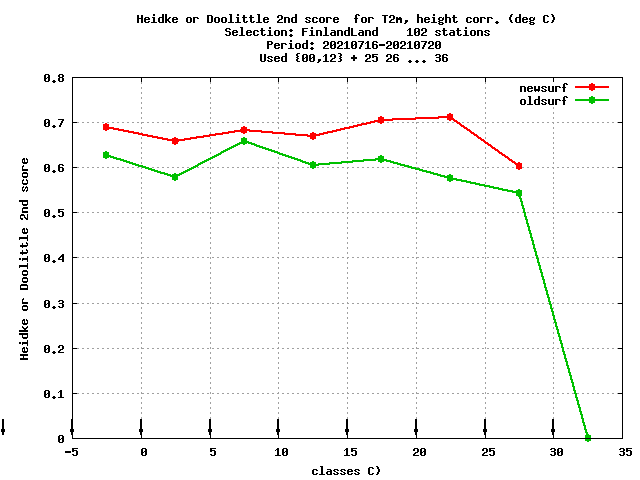 Heidke or Doolittle 2nd score  for T2m, height corr. (deg C)
Selection: FinlandLand    102 stations
Period: 20210716-20210720
Used {00,12} + 25 26 ... 36
newsurf
oldsurf
Heidke or Doolittle 2nd score
0.8
0.7
0.6
0.5
0.4
0.3
0.2
0.1
0
-5 0 5 10 15 20 25 30 35
classes C)